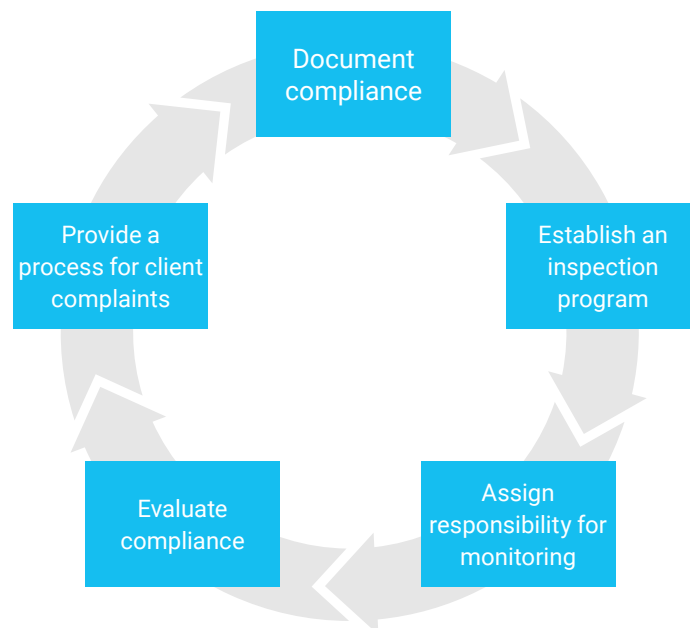 Document
compliance
Establish an
inspection
program
Assign
responsibility for
monitoring
Evaluate
compliance
Provide a
process for client
complaints